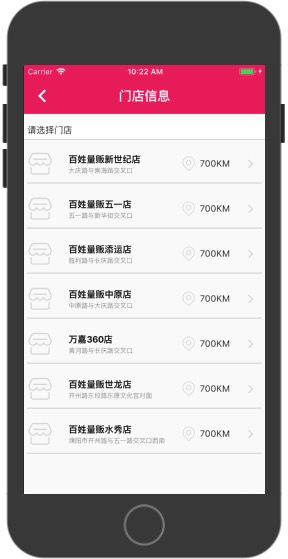 Carrier 10:22 AM
门店信息
请选择门店
百姓量贩新世纪店 700KM
大庆路与南海路交叉口
百姓量贩五一店 700KM
五一路与新华街交叉口
百姓量贩添运店 700KM
胜利路与长庆路交叉口
百姓量贩中原店 700KM
中原路与大庆路交叉口
万嘉360店 700KM
黄河路与长庆路交叉口
百姓量贩世龙店 700KM
开州路东段路东濮文化宫对面
百姓量贩水秀店 700KM
濮阳市开州路与五一路交叉口西南